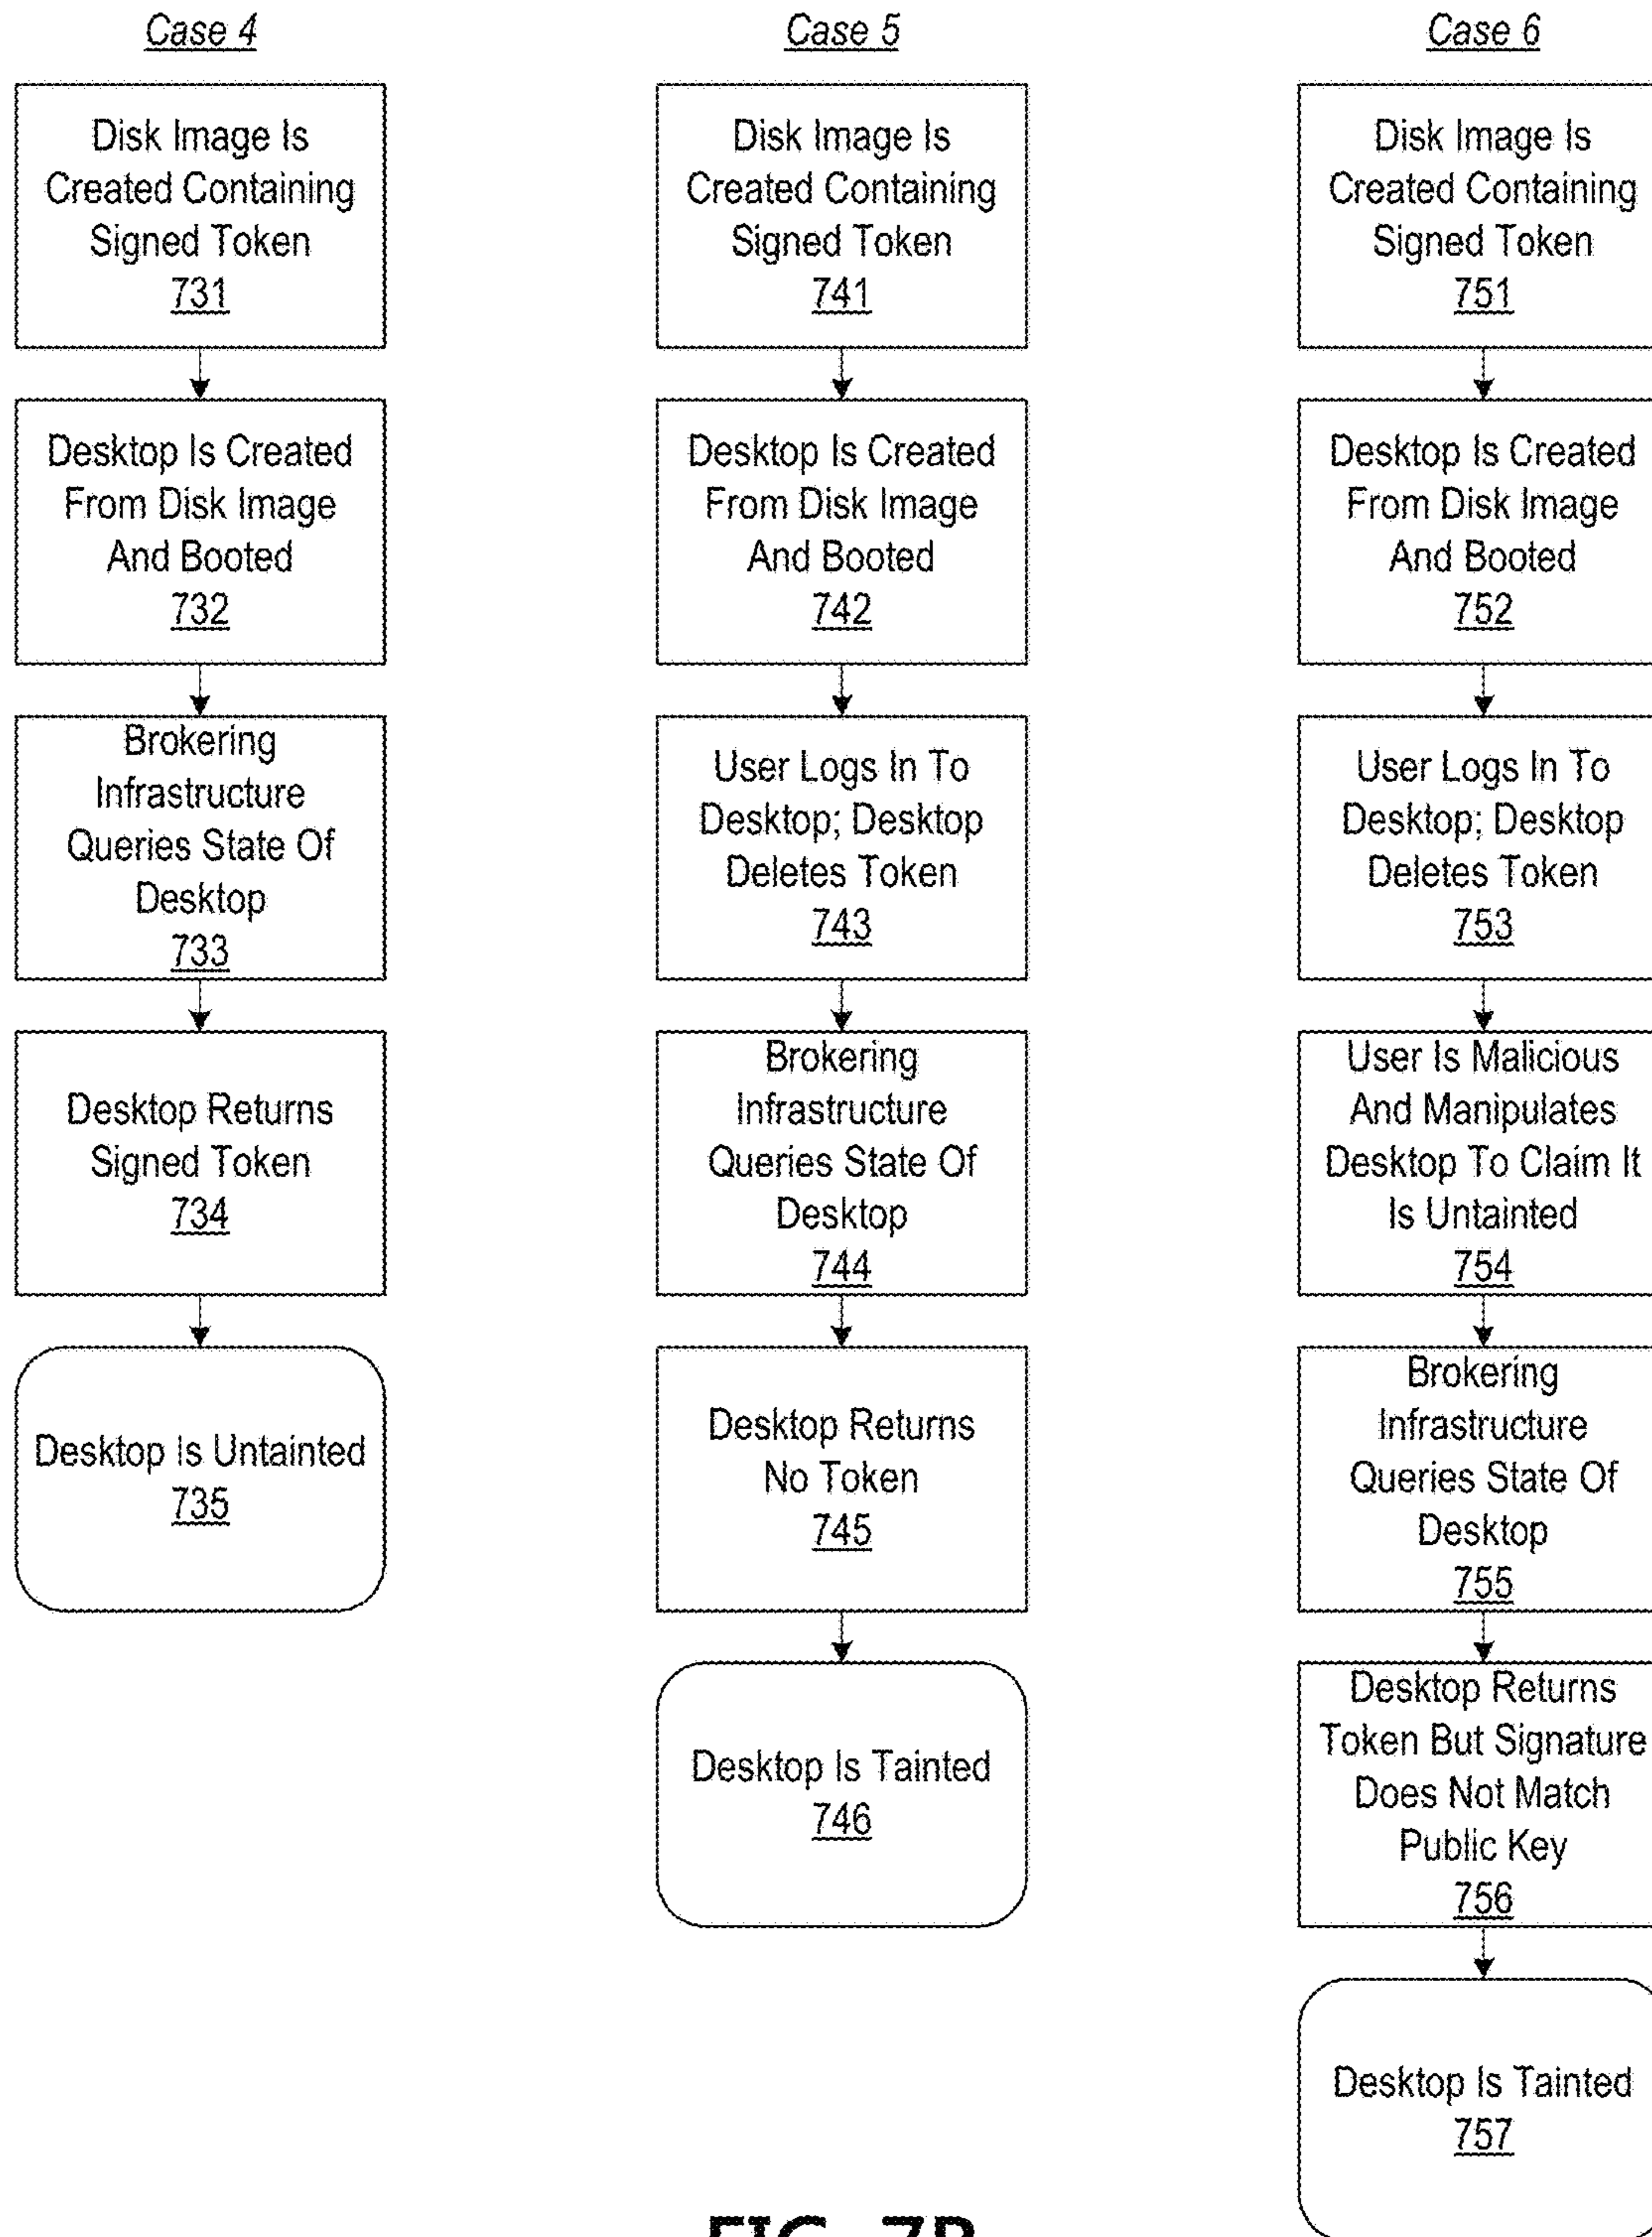 Case 4
Disk Image Is
Created Containing
Signed Token
731
Desktop Is Created
From Disk Image
And Booted
732
Brokering
Infrastructure
Queries State Of
Desktop
733
Desktop Returns
Signed Token
734
Desktop Is Untainted
735
Case 5
Disk Image Is
Created Containing
Signed Token
741
Desktop Is Created
From Disk Image
And Booted
742
User Logs In To
Desktop; Desktop
Deletes Token
743
Brokering
Infrastructure
Queries State Of
Desktop
744
Desktop Returns
No Token
745
Desktop Is Tainted
746
Case 6
Disk Image Is
Created Containing
Signed Token
751
Desktop Is Created
From Disk Image
And Booted
752
User Logs In To
Desktop; Desktop
Deletes Token
753
User Is Malicious
And Manipulates
Desktop To Claim It
Is Untainted
754
Brokering
Infrastructure
Queries State Of
Desktop
755
Desktop Returns
Token But Signature
Does Not Match
Public Key
756
Desktop Is Tainted
757
FIG. 7B